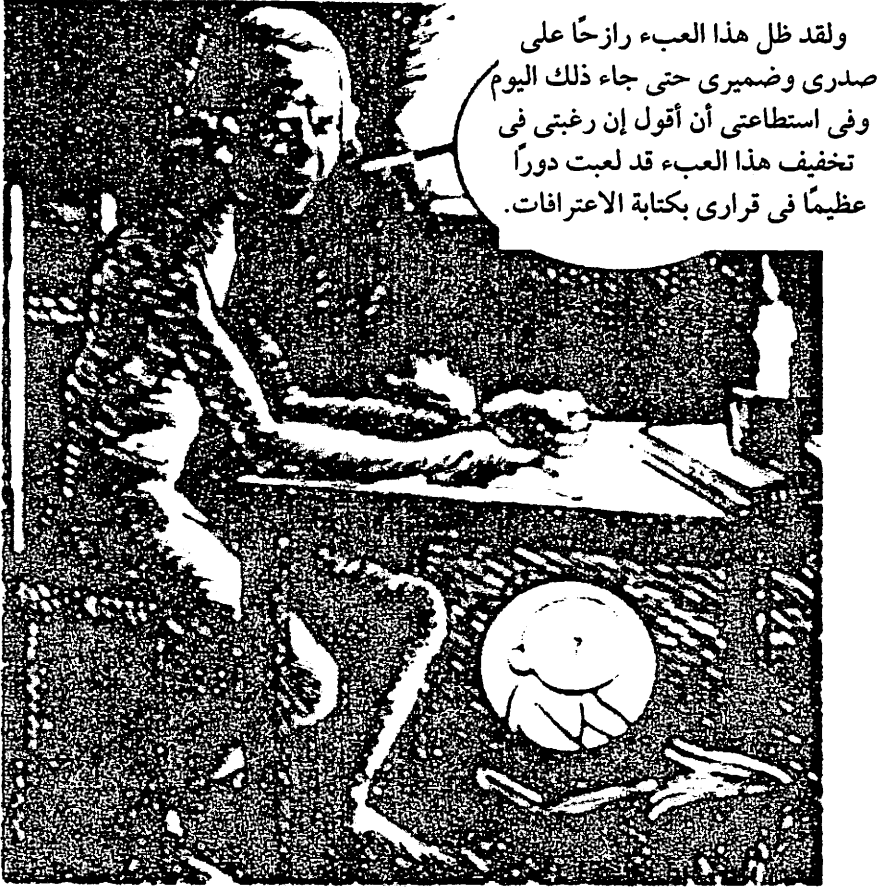 ولقد ظل هذا العبء رازحًا على
صدرى وضميرى حتى جاء ذلك اليوم
وفى استطاعتى أن أقول إن رغبتى فى
تخفيف هذا العبء قد لعبت دورًا
عظيمًا فى قرارى بكتابة الاعترافات.